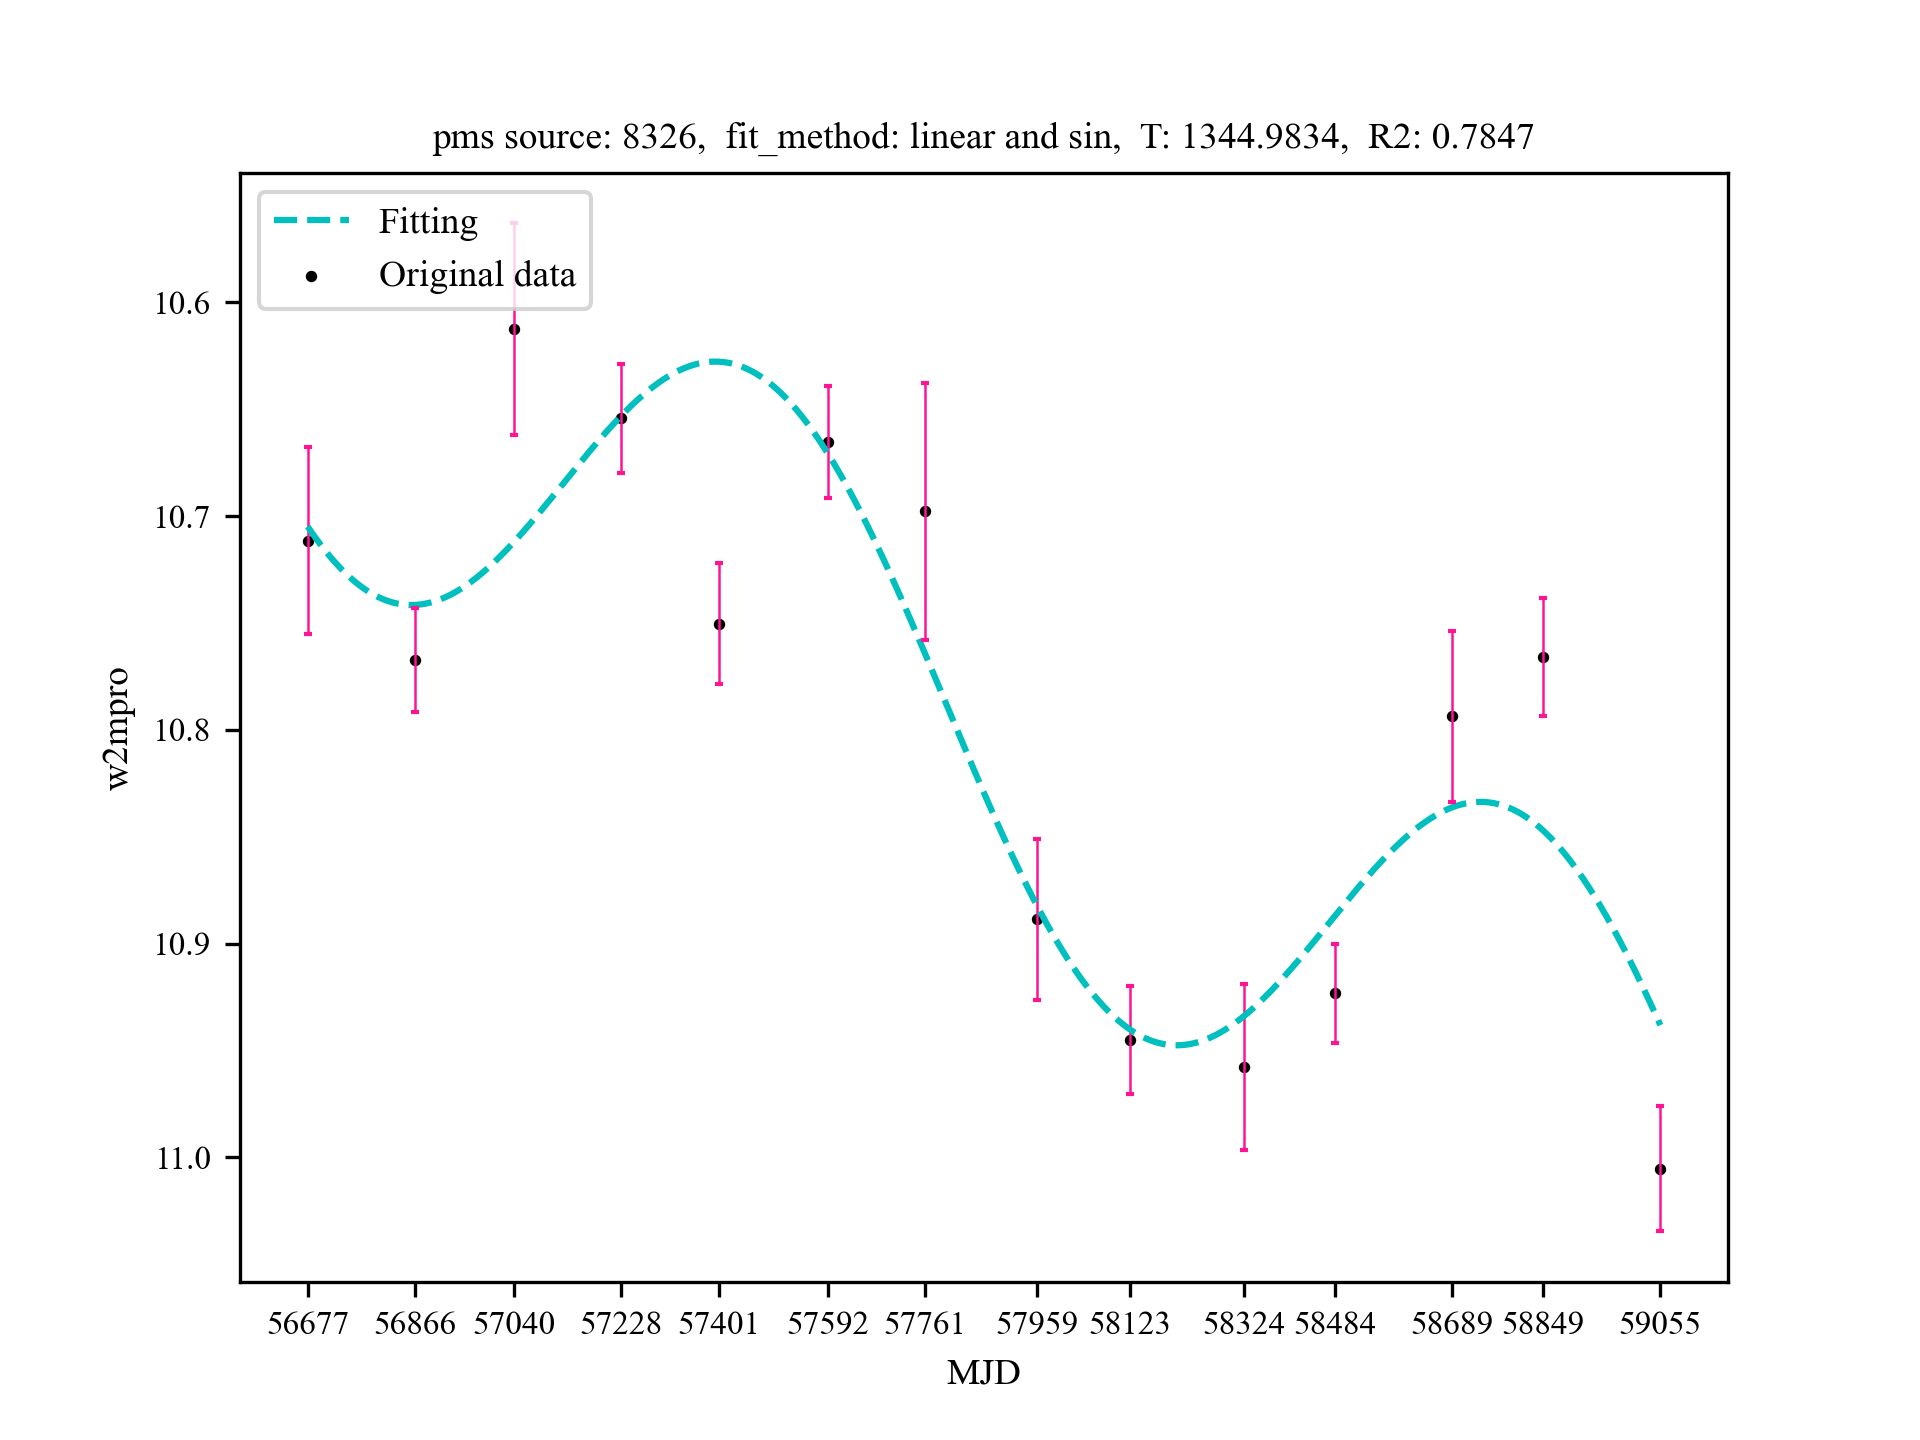 pms source: 8326,  fit_method: linear and sin,  T: 1344.9834,  R2: 0.7847
Fitting
Original data
10.6
10.7
10.8
10.9
11.0
w2mpro
56677 56866 57040 57228 57401 57592 57761 57959 58123 58324 58484 58689 58849 59055
MJD